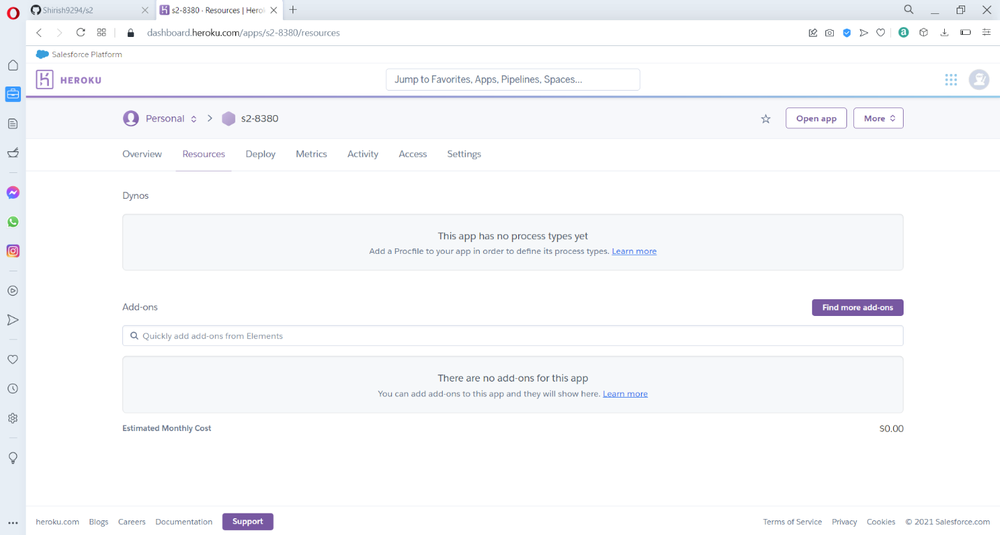 Shirish9294/s2
s2-8380 · Resources | Herok
dashboard.heroku.com/apps/s2-8380/resources
Salesforce Platform
HEROKU
Jump to Favorites, Apps, Pipelines, Spaces...
Personal
s2-8380
Open app
More
Overview
Resources
Deploy
Metrics
Activity
Access
Settings
Dynos
This app has no process types yet
Add a Procfile to your app in order to define its process types. Learn more
Add-ons
Find more add-ons
Quickly add add-ons from Elements
There are no add-ons for this app
You can add add-ons to this app and they will show here. Learn more
Estimated Monthly Cost
$0.00
heroku.com
Blogs
Careers
Documentation
Support
Terms of Service
Privacy
Cookies
© 2021 Salesforce.com